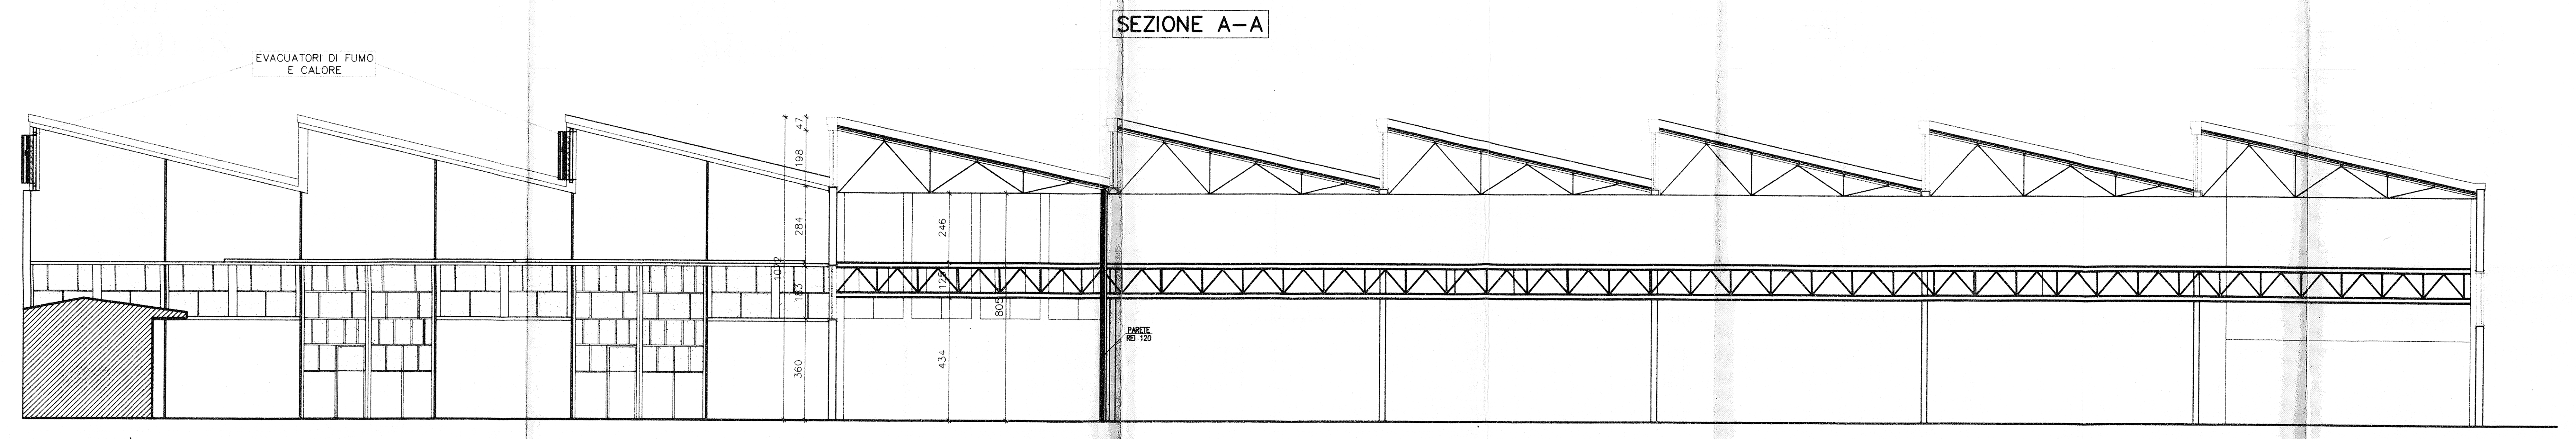 SEZIONE A-A
EVACUATORI DI FUMO
E CALORE
47
198
284
1072
183
360
246
125
805
434
PARETE
REI 120